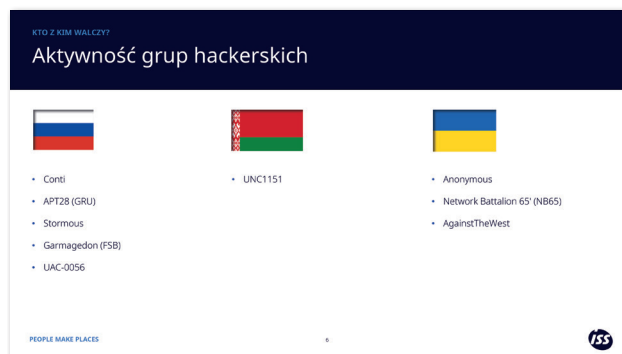 KTO Z KIM WALCZY?
Aktywność grup hackerskich
• Conti
• APT28 (GRU)
• Stormous
• Garmagedon (FSB)
• UAC-0056
• UNC1151
• Anonymous
• Network Battalion 65' (NB65)
• AgainstTheWest
PEOPLE MAKE PLACES
6
ISS